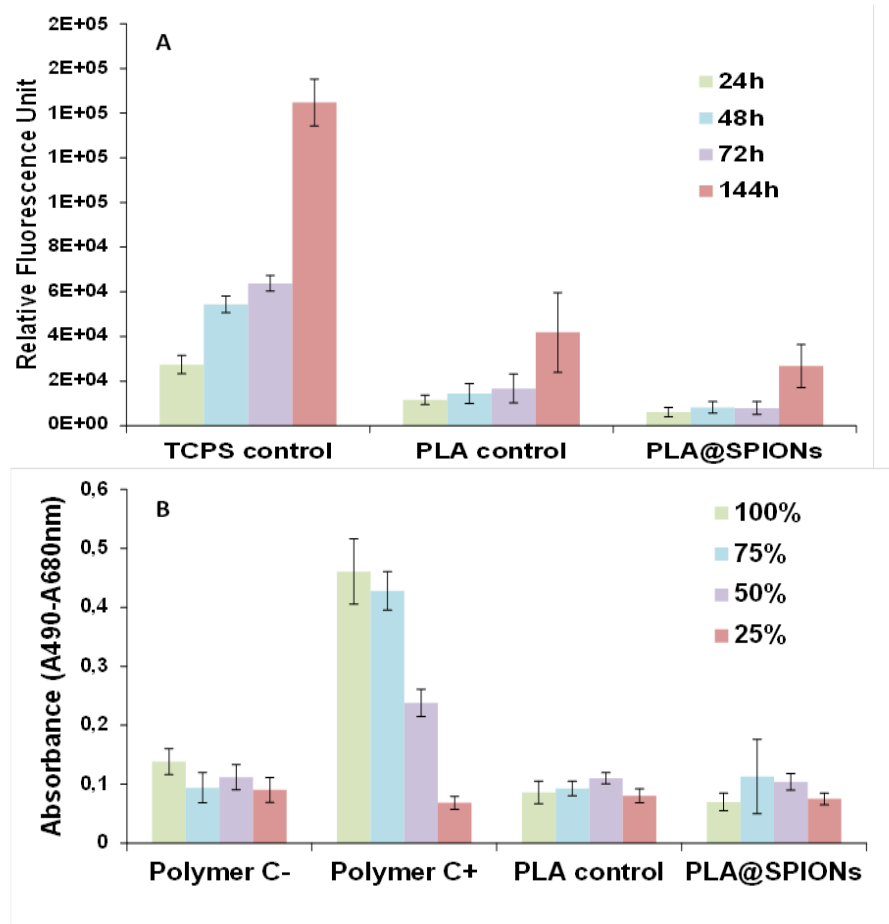 A
2E+05
2E+05
1E+05
1E+05
1E+05
8E+04
6E+04
4E+04
2E+04
0E+00
Relative Fluorescence Unit
24h
48h
72h
144h
TCPS control PLA control PLA@SPIONs
B
0,6
0,5
0,4
0,3
0,2
0,1
0
Absorbance (A490-A680nm)
100%
75%
50%
25%
Polymer C- Polymer C+ PLA control PLA@SPIONs